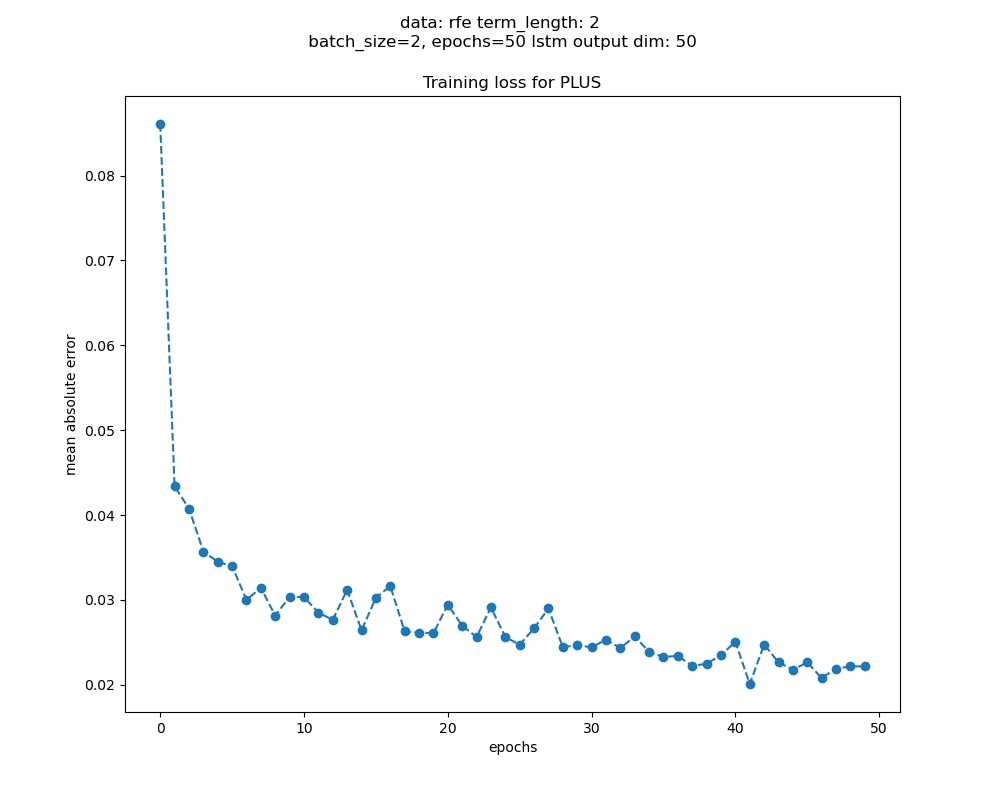 data: rfe term_length: 2
batch_size=2, epochs=50 lstm output dim: 50
Training loss for PLUS
0.08
0.07
0.06
0.05
0.04
0.03
0.02
mean absolute error
0 10 20 30 40 50
epochs